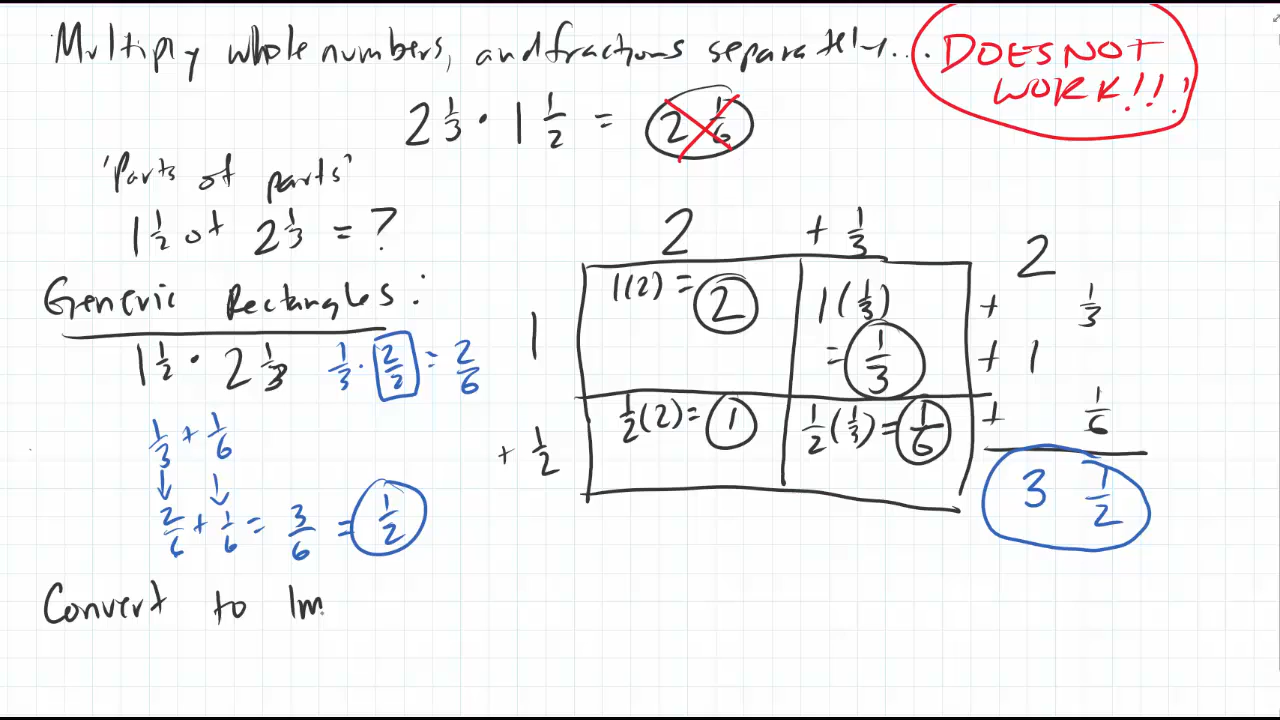 Multiply whole numbers, and fractions separately....
DOES NOT
WORK!!!
2 1/3 · 1 1/2 = 2 1/6
"Parts of parts"
1 1/2 of 2 1/3 = ?
Generic Rectangles:
1 1/2 · 2 1/3
1/3 · 2/2 = 2/6
1/3 + 1/6
2/6 + 1/6 = 3/6 = 1/2
2 + 1/3
1
1(2) = 2
1(1/3)
= 1/3
+ 1/2
1/2(2) = 1
1/2(1/3) = 1/6
2
+ 1/3
+ 1
+ 1/6
3 1/2
Convert to Im